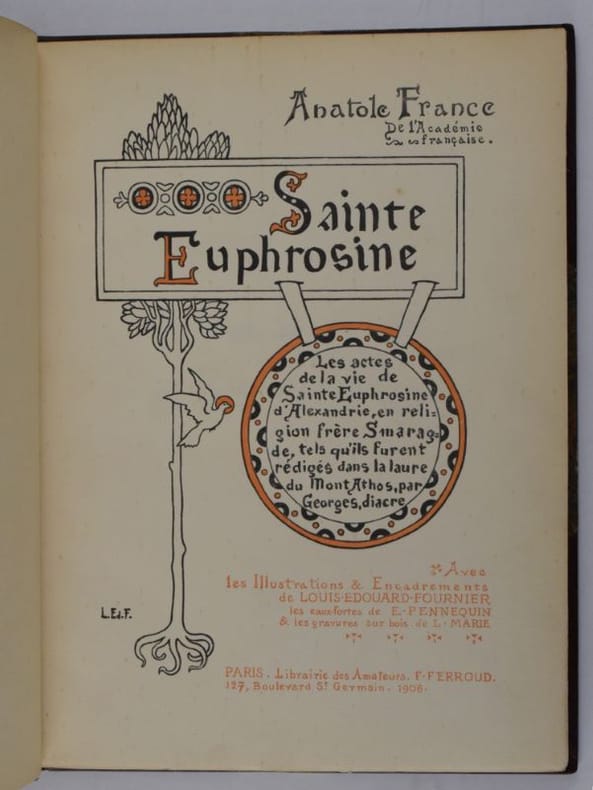 Anatole France
De l'Académie
française.
Sainte
Euphrosine
Les actes
de la vie de
Sainte Euphrosine
d'Alexandrie, en reli=
gion frère Smarag=
de, tels qu'ils furent
rédigés dans la laure
du Mont Athos, par
Georges, diacre
Avec
les Illustrations & Encadrements
de LOUIS-EDOUARD-FOURNIER
les eaux-fortes de E.-PENNEQUIN
& les gravures sur bois de L. MARIE
L.Ed.F.
PARIS. Librairie des Amateurs. F. FERROUD.
127, Boulevard St Germain. 1906.